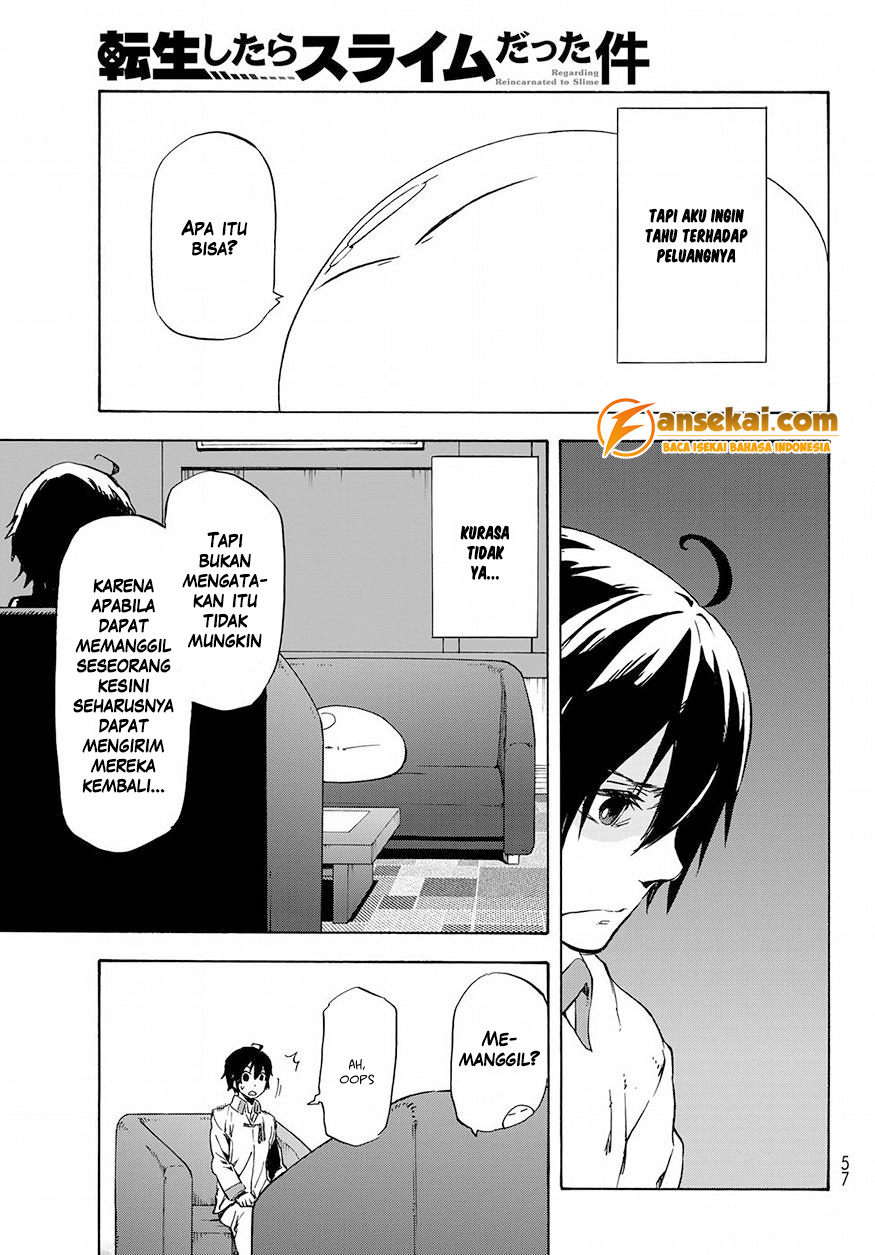 転生したらスライムだった件
Regarding
Reincarnated to Slime
TAPI AKU INGIN
TAHU TERHADAP
PELUANGNYA
APA ITU
BISA?
ansekai.com
BACA ISEKAI BAHASA INDONESIA
KURASA
TIDAK
YA...
TAPI
BUKAN
MENGATA-
KAN ITU
TIDAK
MUNGKIN
KARENA
APABILA
DAPAT
MEMANGGIL
SESEORANG
KESINI
SEHARUSNYA
DAPAT
MENGIRIM
MEREKA
KEMBALI...
ME-
MANGGIL?
AH,
OOPS
57